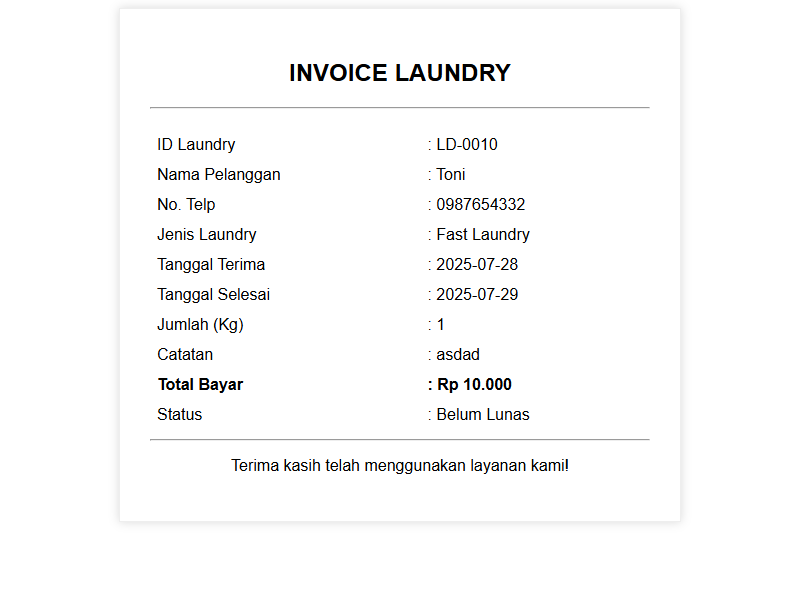 INVOICE LAUNDRY
ID Laundry : LD-0010
Nama Pelanggan : Toni
No. Telp : 0987654332
Jenis Laundry : Fast Laundry
Tanggal Terima : 2025-07-28
Tanggal Selesai : 2025-07-29
Jumlah (Kg) : 1
Catatan : asdad
Total Bayar : Rp 10.000
Status : Belum Lunas
Terima kasih telah menggunakan layanan kami!